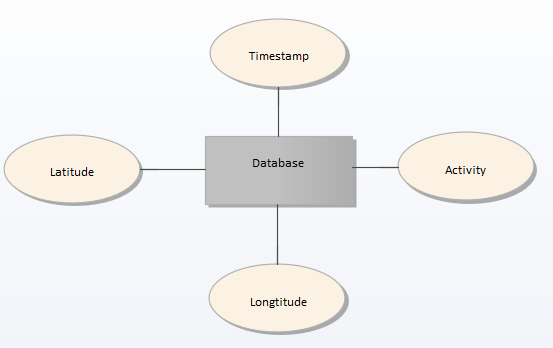 Timestamp
Latitude
Database
Activity
Longtitude